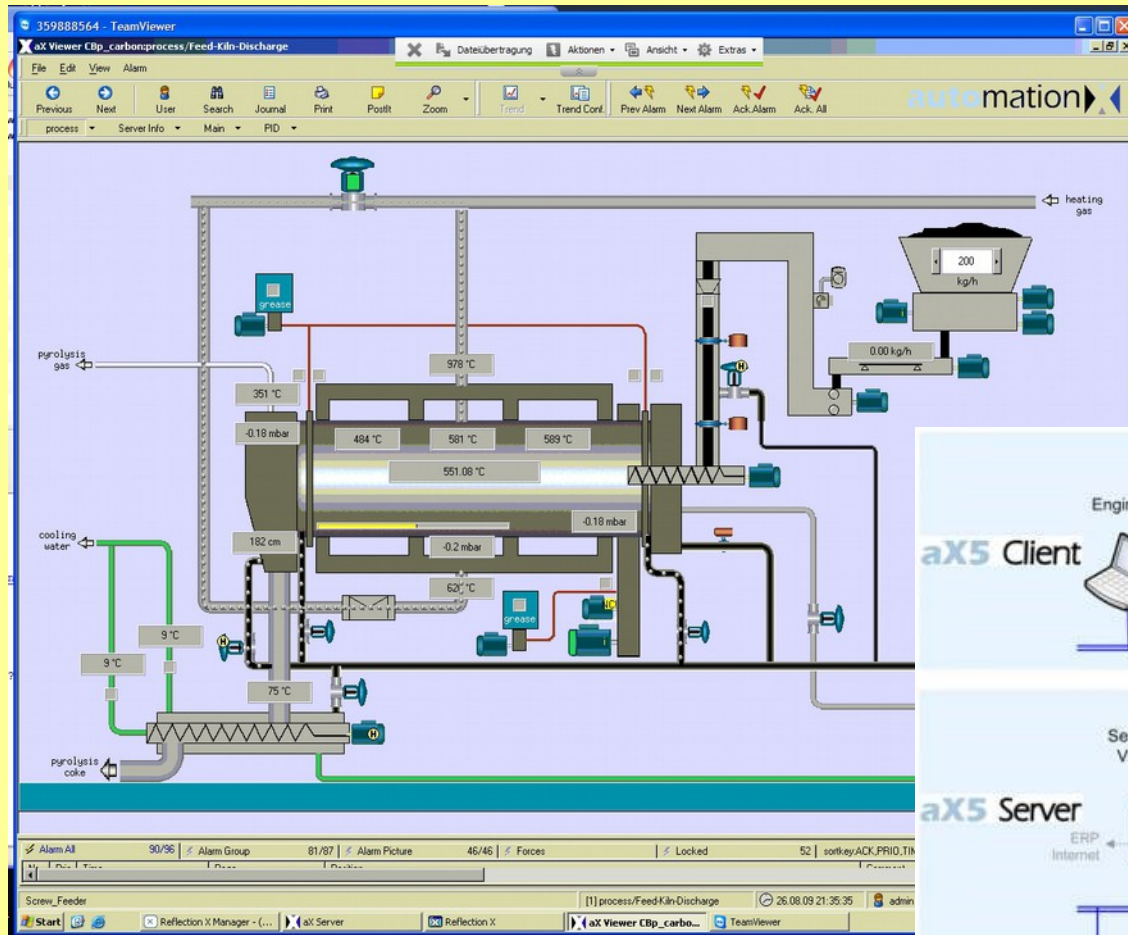 359888564 - TeamViewer
aX Viewer CBp_carbon:process/Feed-Kiln-Discharge
Dateiübertragung Aktionen Ansicht Extras
File Edit View Alarm
Previous Next User Search Journal Print PostIt Zoom Trend Trend Conf. Prev Alarm Next Alarm Ack.Alarm Ack. All
automation
process Server Info Main PID
heating
gas
200
kg/h
grease
0.00 kg/h
pyrolysis
gas
978 °C
351 °C
-0.18 mbar
484 °C 581 °C 589 °C
551.08 °C
-0.18 mbar
cooling
water
182 cm
-0.2 mbar
°C
grease
9 °C
9 °C
75 °C
pyrolysis
coke
H
H
H
aX5 Client
aX5 Server
ERP
Internet
Alarm All 90/96 Alarm Group 81/87 Alarm Picture 46/46 Forces Locked 52 sortkey:ACK,PRIO,TIM
Screw_Feeder [1] process/Feed-Kiln-Discharge 26.08.09 21:35:35 admin
Start Reflection X Manager - (... aX Server Reflection X aX Viewer CBp_carbo... TeamViewer